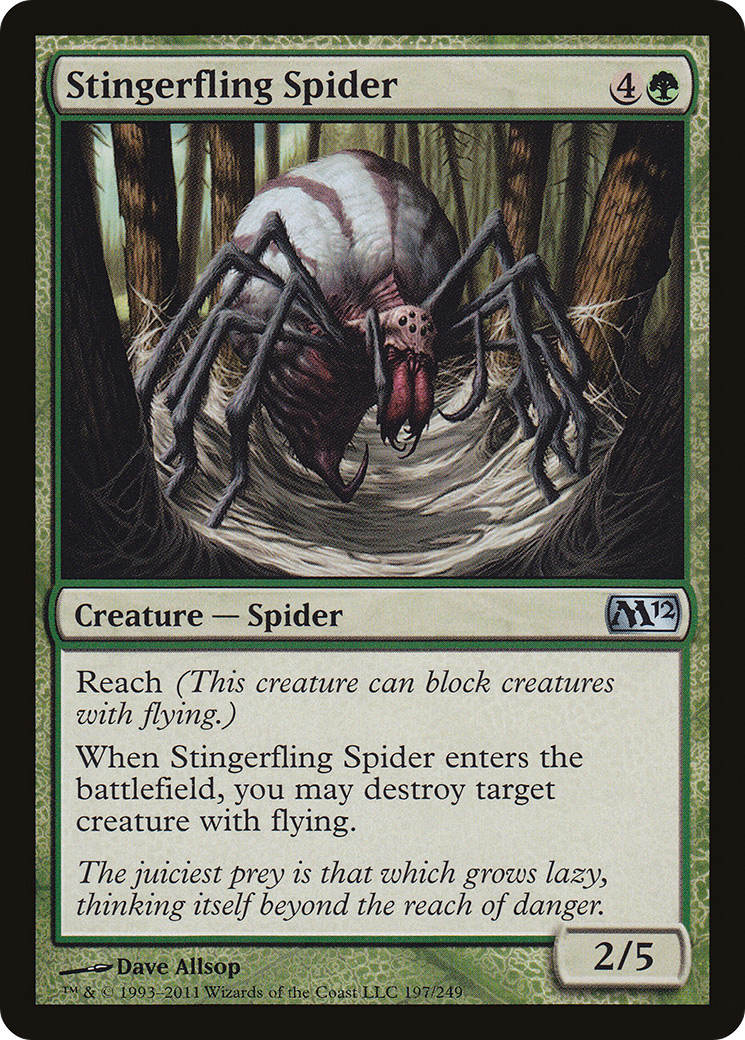 Stingerfling Spider 4
Creature — Spider M12
Reach (This creature can block creatures
with flying.)
When Stingerfling Spider enters the
battlefield, you may destroy target
creature with flying.
The juiciest prey is that which grows lazy,
thinking itself beyond the reach of danger.
2/5
Dave Allsop
™ & © 1993–2011 Wizards of the Coast LLC 197/249